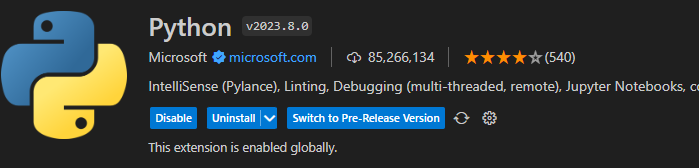 Python v2023.8.0
Microsoft microsoft.com 85,266,134 (540)
IntelliSense (Pylance), Linting, Debugging (multi-threaded, remote), Jupyter Notebooks,
Disable Uninstall Switch to Pre-Release Version
This extension is enabled globally.